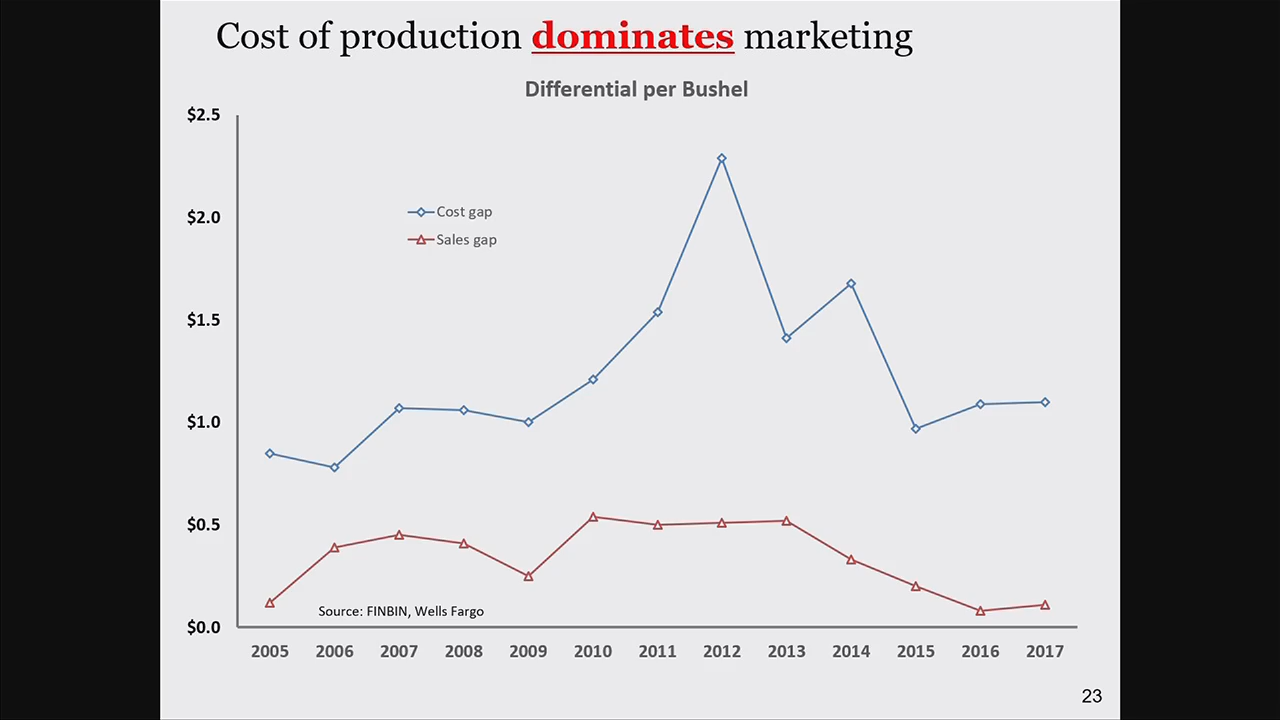 Cost of production dominates marketing
Differential per Bushel
$2.5
$2.0
$1.5
$1.0
$0.5
$0.0
Cost gap
Sales gap
Source: FINBIN, Wells Fargo
2005 2006 2007 2008 2009 2010 2011 2012 2013 2014 2015 2016 2017
23